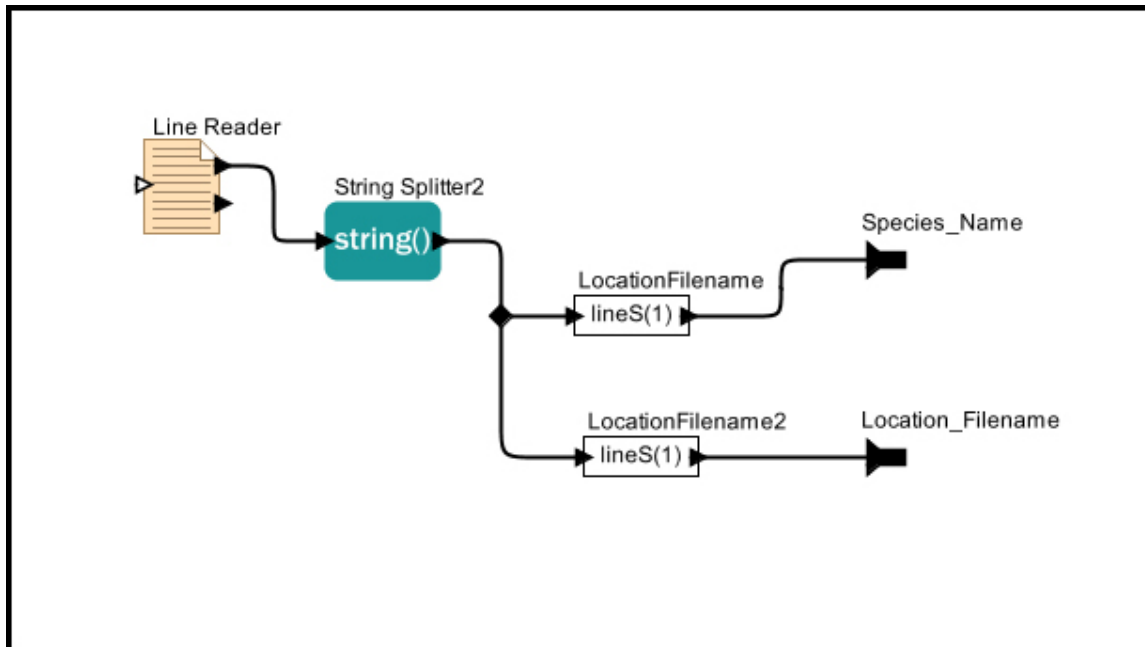 Line Reader
String Splitter2
string()
Species_Name
LocationFilename
lineS(1)
LocationFilename2
Location_Filename
lineS(1)